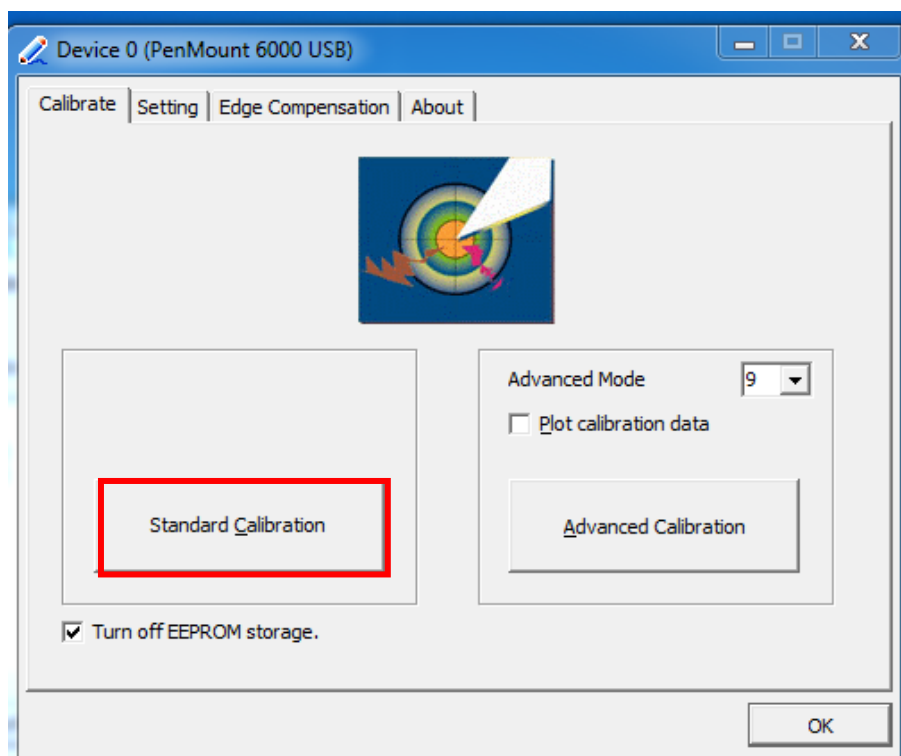 Device 0 (PenMount 6000 USB)
Calibrate Setting Edge Compensation About
Advanced Mode 9
Plot calibration data
Standard Calibration Advanced Calibration
Turn off EEPROM storage.
OK